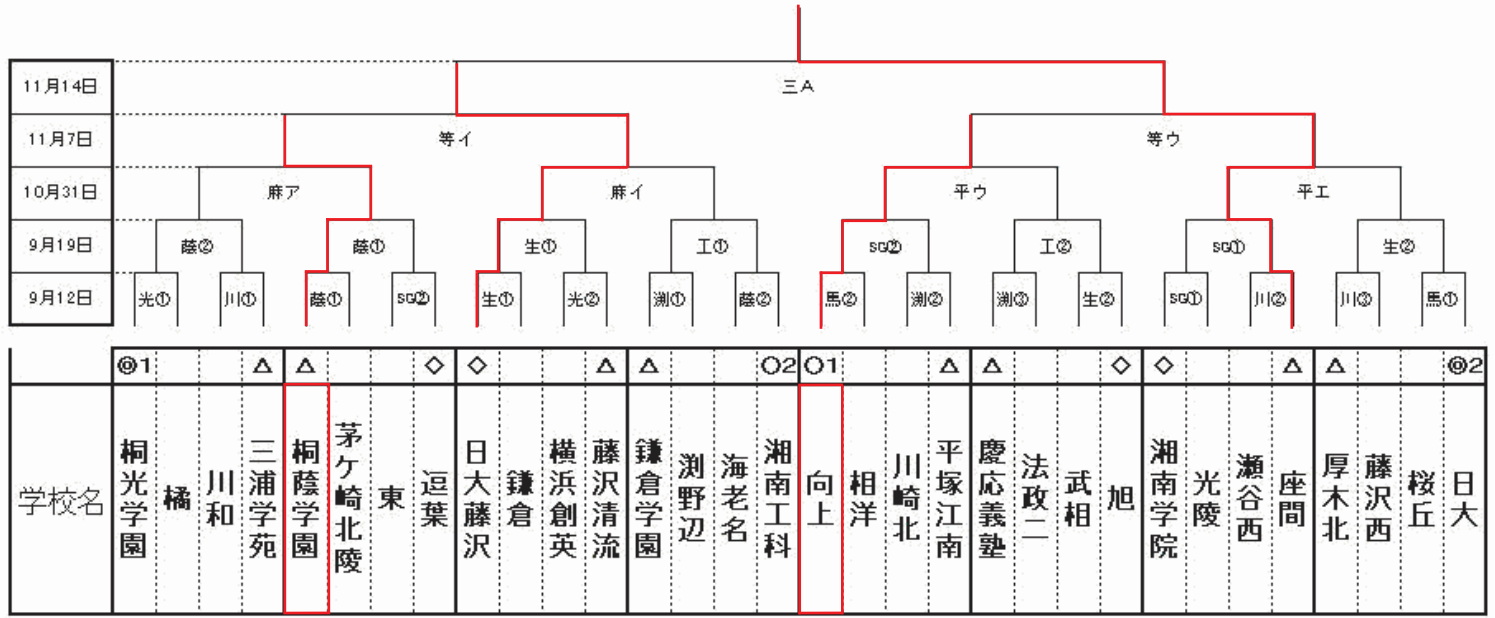 11月14日
三A
11月7日
等イ
等ウ
10月31日
麻ア
麻イ
平ウ
平エ
9月19日
蔭②
蔭①
生①
工①
SG②
工②
SG①
生②
9月12日
光①
川①
蔭①
SG②
生①
光②
渕①
蔭②
馬②
渕②
渕③
生②
SG①
川②
川③
馬①
◎1
△
△
◇
◇
△
△
○2
○1
△
△
◇
◇
△
△
◎2
学校名
桐光学園
橘
川和
三浦学苑
桐蔭学園
茅ケ崎北陵
東
逗葉
日大藤沢
鎌倉
横浜創英
藤沢清流
鎌倉学園
渕野辺
海老名
湘南工科
向上
相洋
川崎北
平塚江南
慶応義塾
法政二
武相
旭
湘南学院
光陵
瀬谷西
座間
厚木北
藤沢西
桜丘
日大